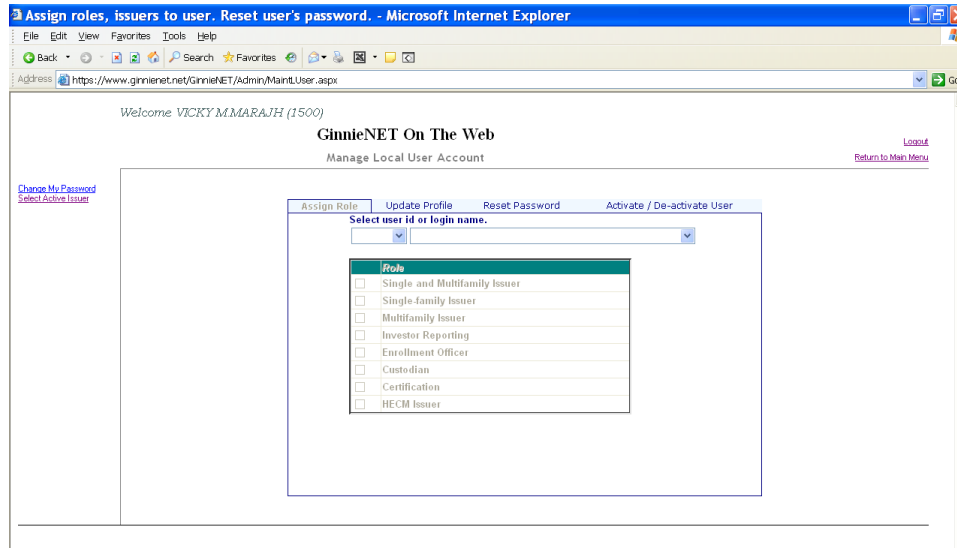 Assign roles, issuers to user. Reset user's password. - Microsoft Internet Explorer
File Edit View Favorites Tools Help
Back Search Favorites
Address https://www.ginnienet.net/GinnieNET/Admin/MaintLUser.aspx Go
Welcome VICKY M.MARAJH (1500)
GinnieNET On The Web
Logout
Manage Local User Account
Return to Main Menu
Change My Password
Select Active Issuer
Assign Role Update Profile Reset Password Activate / De-activate User
Select user id or login name.
Role
Single and Multifamily Issuer
Single-family Issuer
Multifamily Issuer
Investor Reporting
Enrollment Officer
Custodian
Certification
HECM Issuer